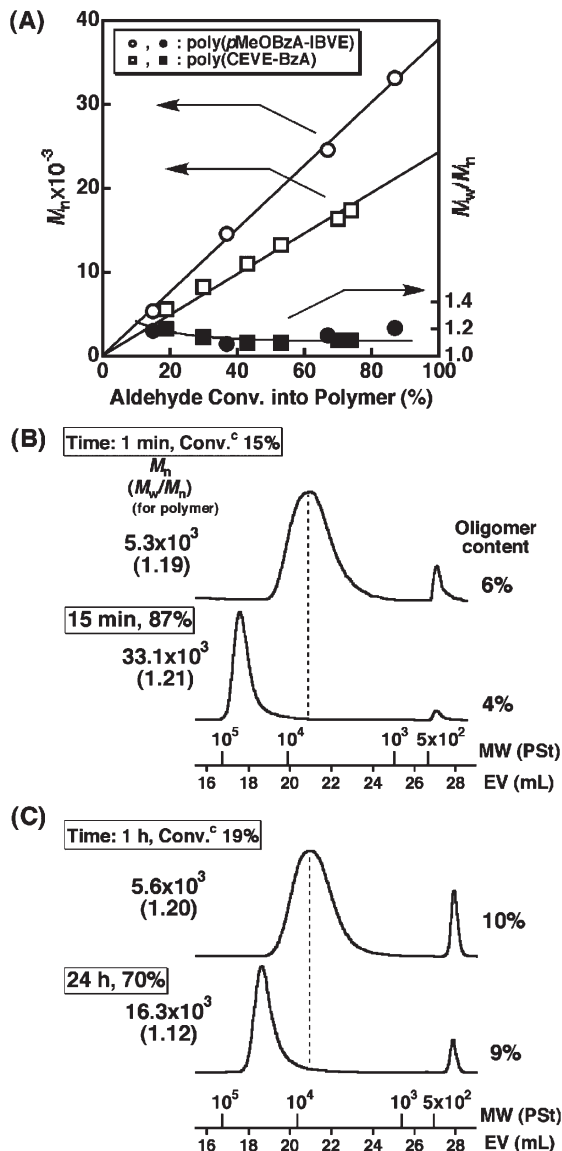 (A)
○ , ● : poly(pMeOBzA-IBVE)
□ , ■ : poly(CEVE-BzA)
40
30
20
10
0
Mn x10-3
Mw/Mn
1.4
1.2
1.0
0 20 40 60 80 100
Aldehyde Conv. into Polymer (%)
(B)
Time: 1 min, Conv.c 15%
Mn
(Mw/Mn)
(for polymer)
5.3x103
(1.19)
Oligomer
content
6%
15 min, 87%
33.1x103
(1.21)
4%
105 104 103 5x102 MW (PSt)
16 18 20 22 24 26 28 EV (mL)
(C)
Time: 1 h, Conv.c 19%
5.6x103
(1.20)
10%
24 h, 70%
16.3x103
(1.12)
9%
105 104 103 5x102 MW (PSt)
16 18 20 22 24 26 28 EV (mL)